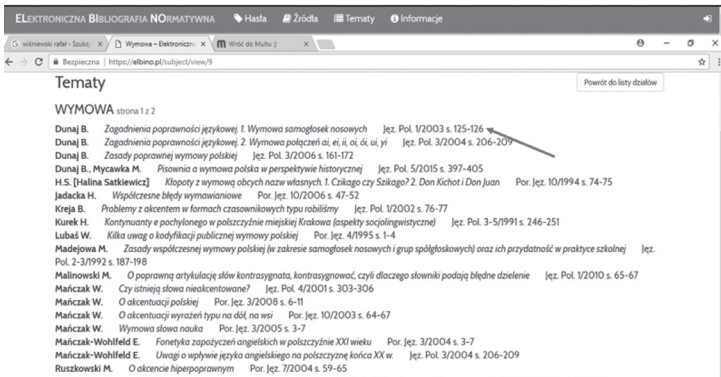 ELEKTRONICZNA BIBLIOGRAFIA NORMATYWNA Hasła Źródła Tematy Informacje
wiśniewski rafał - Szukaj Wymowa – Elektroniczn Wróć do Multu :)
Bezpieczna https://elbino.pl/subject/view/9
Tematy Powrót do listy działów
WYMOWA strona 1 z 2
Dunaj B. Zagadnienia poprawności językowej. 1. Wymowa samogłosek nosowych Jęz. Pol. 1/2003 s. 125-126
Dunaj B. Zagadnienia poprawności językowej. 2. Wymowa połączeń ai, ei, ii, oi, ói, ui, yi Jęz. Pol. 3/2004 s. 206-209
Dunaj B. Zasady poprawnej wymowy polskiej Jęz. Pol. 3/2006 s. 161-172
Dunaj B., Mycawka M. Pisownia a wymowa polska w perspektywie historycznej Jęz. Pol. 5/2015 s. 397-405
H.S. [Halina Satkiewicz] Kłopoty z wymową obcych nazw własnych. 1. Czikago czy Szikago? 2. Don Kichot i Don Juan Por. Jęz. 10/1994 s. 74-75
Jadacka H. Współczesne błędy wymawianiowe Por. Jęz. 10/2006 s. 47-52
Kreja B. Problemy z akcentem w formach czasownikowych typu robiliśmy Jęz. Pol. 1/2002 s. 76-77
Kurek H. Kontynuanty e pochylonego w polszczyźnie miejskiej Krakowa (aspekty socjolingwistyczne) Jęz. Pol. 3-5/1991 s. 246-251
Lubaś W. Kilka uwag o kodyfikacji publicznej wymowy polskiej Por. Jęz. 4/1995 s. 1-4
Madejowa M. Zasady współczesnej wymowy polskiej (w zakresie samogłosek nosowych i grup spółgłoskowych) oraz ich przydatność w praktyce szkolnej Jęz.
Pol. 2-3/1992 s. 187-198
Malinowski M. O poprawną artykulację słów kontrasygnata, kontrasygnować, czyli dlaczego słowniki podają błędne dzielenie Jęz. Pol. 1/2010 s. 65-67
Mańczak W. Czy istnieją słowa nieakcentowane? Jęz. Pol. 4/2001 s. 303-306
Mańczak W. O akcentuacji polskiej Por. Jęz. 3/2008 s. 6-11
Mańczak W. O akcentuacji wyrażeń typu na dół, na wsi Por. Jęz. 10/2003 s. 64-67
Mańczak W. Wymowa słowa nauka Por. Jęz. 3/2005 s. 3-7
Mańczak-Wohlfeld E. Fonetyka zapożyczeń angielskich w polszczyźnie XXI wieku Por. Jęz. 3/2004 s. 3-7
Mańczak-Wohlfeld E. Uwagi o wpływie języka angielskiego na polszczyznę końca XX w. Jęz. Pol. 3/2004 s. 206-209
Ruszkowski M. O akcencie hiperpoprawnym Por. Jęz. 7/2004 s. 59-65